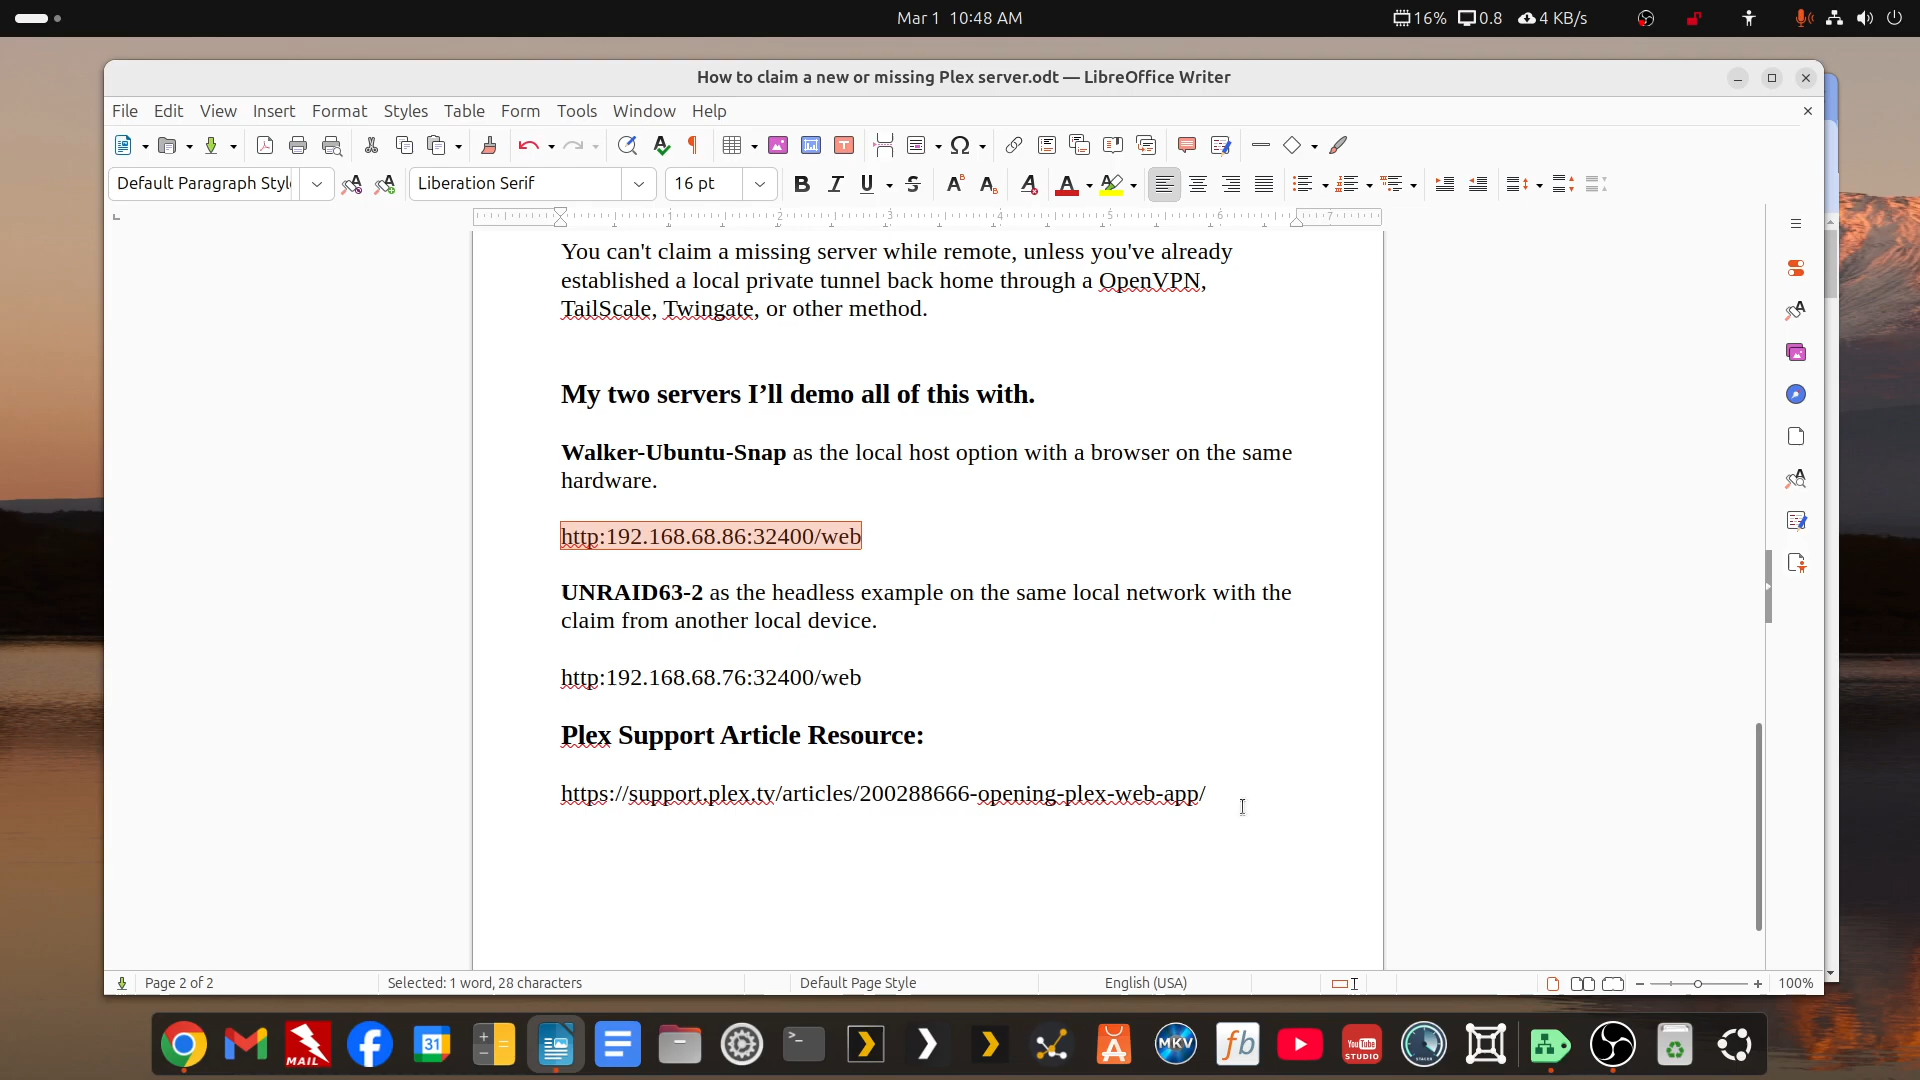 Mar 1 10:48 AM
16% 0.8 4 KB/s
How to claim a new or missing Plex server.odt — LibreOffice Writer
File Edit View Insert Format Styles Table Form Tools Window Help
Default Paragraph Styl Liberation Serif 16 pt
1 2 3 4 5 6 7
You can't claim a missing server while remote, unless you've already
established a local private tunnel back home through a OpenVPN,
TailScale, Twingate, or other method.
My two servers I’ll demo all of this with.
Walker-Ubuntu-Snap as the local host option with a browser on the same
hardware.
http:192.168.68.86:32400/web
UNRAID63-2 as the headless example on the same local network with the
claim from another local device.
http:192.168.68.76:32400/web
Plex Support Article Resource:
https://support.plex.tv/articles/200288666-opening-plex-web-app/
Page 2 of 2 Selected: 1 word, 28 characters Default Page Style English (USA) 100%
MAIL 31 MKV fb YouTube STUDIO